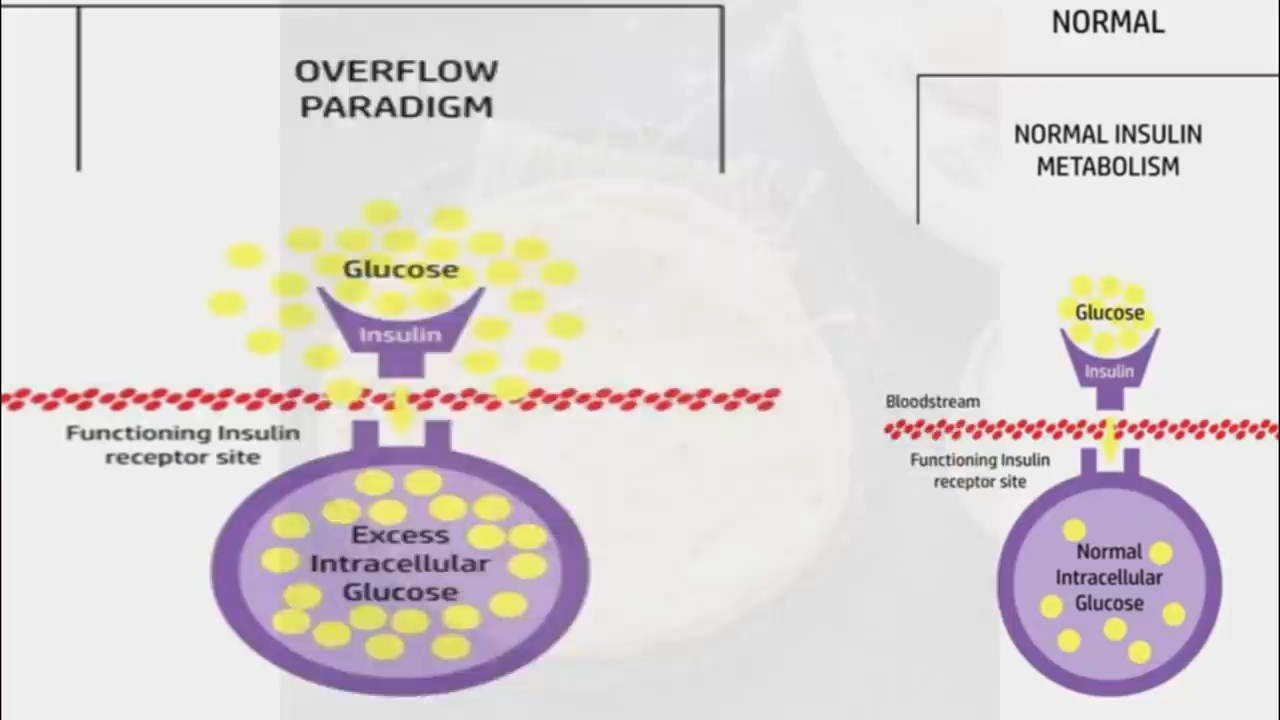 OVERFLOW
PARADIGM
Glucose
Insulin
Functioning Insulin
receptor site
Excess
Intracellular
Glucose
NORMAL
NORMAL INSULIN
METABOLISM
Glucose
Insulin
Bloodstream
Functioning Insulin
receptor site
Normal
Intracellular
Glucose